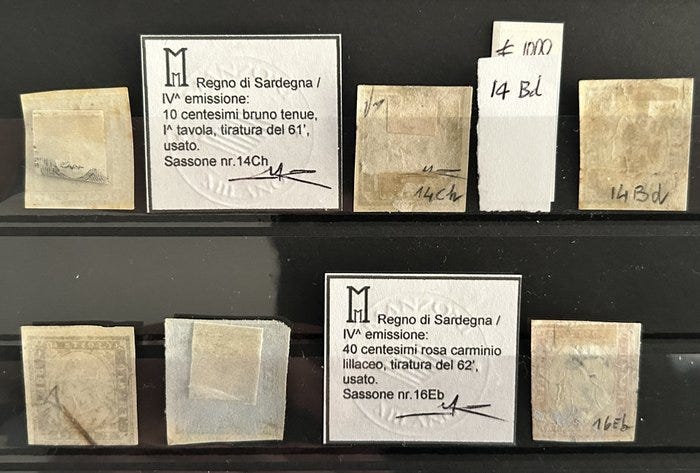 Regno di Sardegna /
IV^ emissione:
10 centesimi bruno tenue,
I^ tavola, tiratura del 61',
usato.
Sassone nr.14Ch
14Ch
€ 1000
14 Bd
14Bd
Regno di Sardegna /
IV^ emissione:
40 centesimi rosa carminio
lillaceo, tiratura del 62',
usato.
Sassone nr.16Eb
16Eb